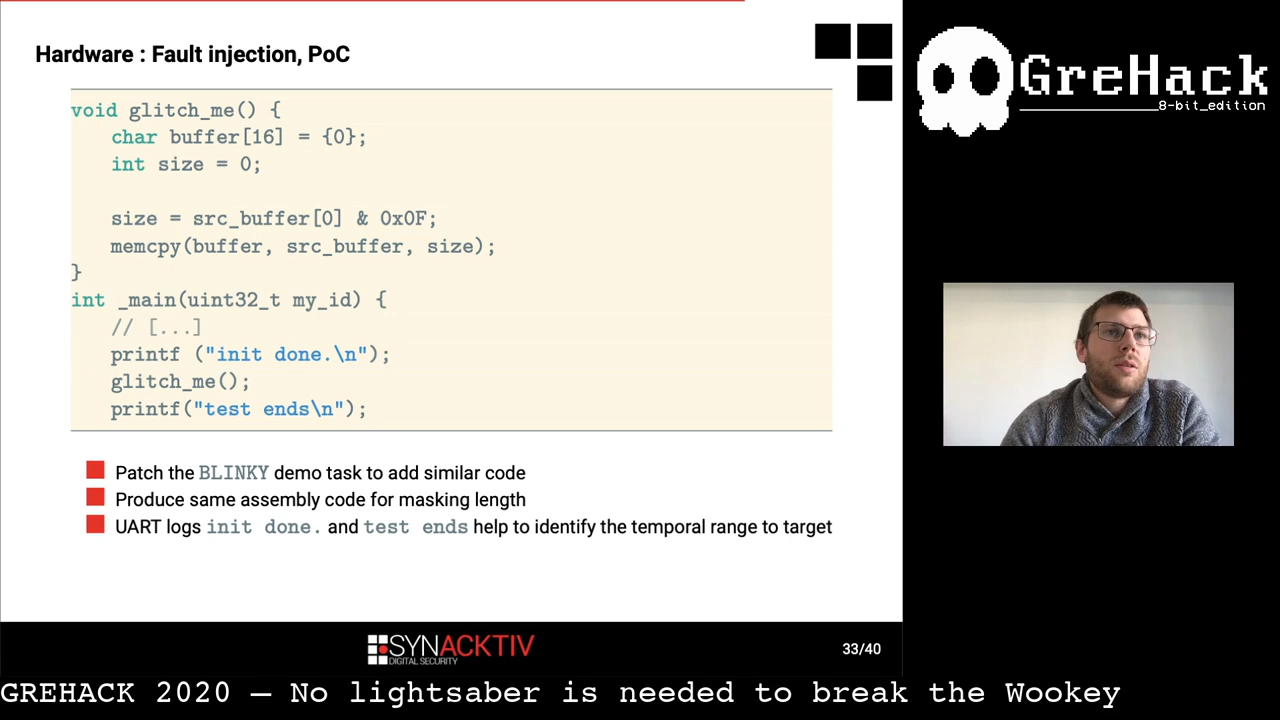 Hardware : Fault injection, PoC
void glitch_me() {
char buffer[16] = {0};
int size = 0;
size = src_buffer[0] & 0x0F;
memcpy(buffer, src_buffer, size);
}
int _main(uint32_t my_id) {
// [...]
printf ("init done.\n");
glitch_me();
printf("test ends\n");
Patch the BLINKY demo task to add similar code
Produce same assembly code for masking length
UART logs init done. and test ends help to identify the temporal range to target
SYNACKTIV
DIGITAL SECURITY
33/40
GreHack
8-bit_edition
GREHACK 2020 – No lightsaber is needed to break the Wookey